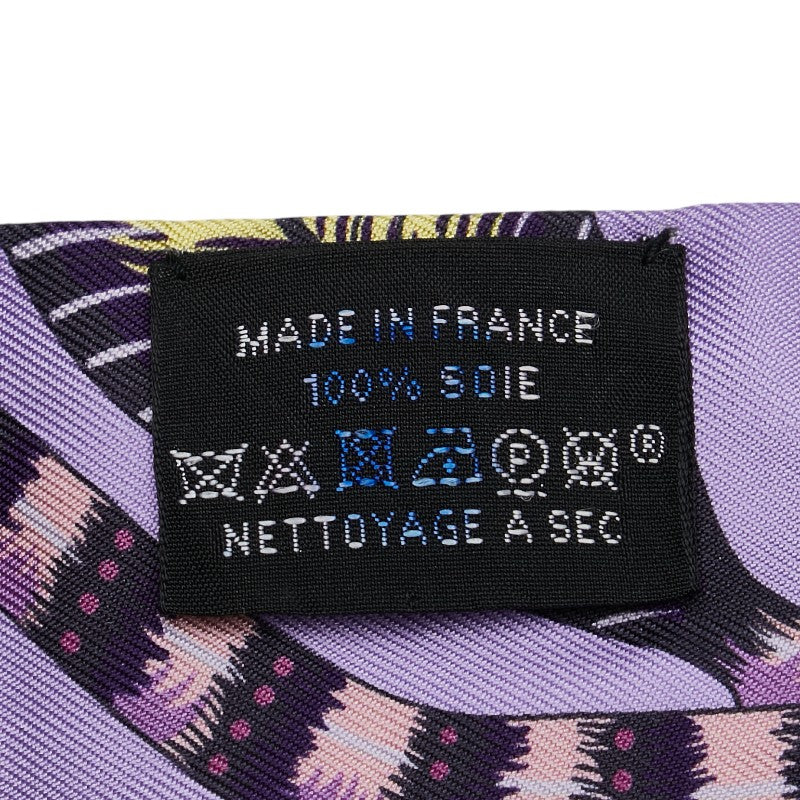 MADE IN FRANCE
100% SOIE
P W ®
NETTOYAGE A SEC